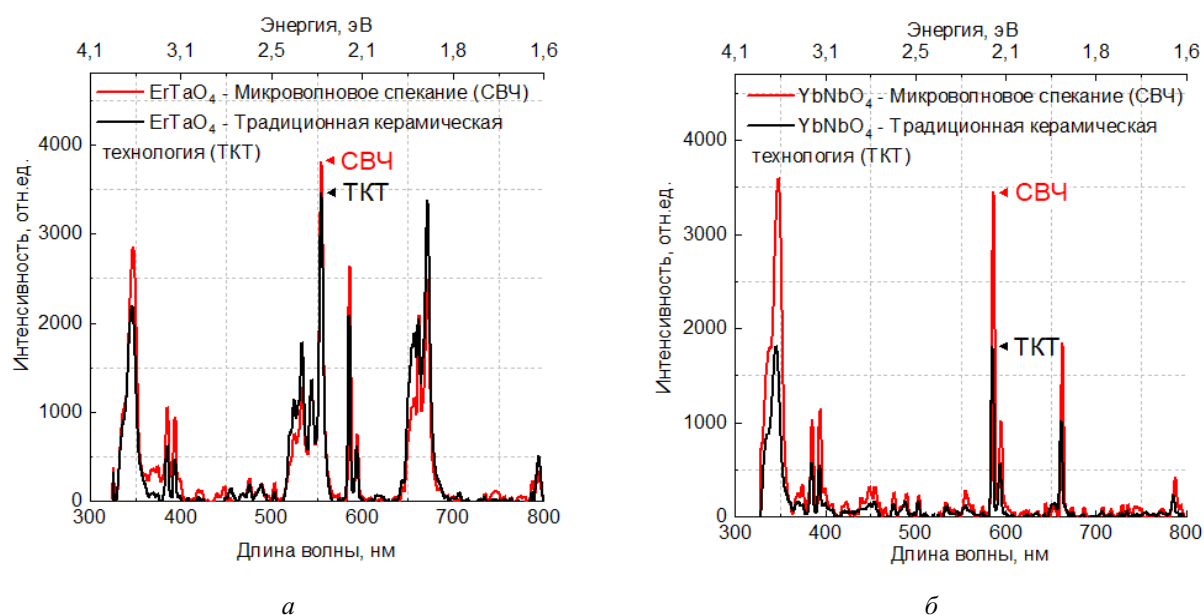 Энергия, эВ
4,1 3,1 2,5 2,1 1,8 1,6
ErTaO₄ - Микроволновое спекание (СВЧ)
ErTaO₄ - Традиционная керамическая
технология (ТКТ)
СВЧ
ТКТ
Интенсивность, отн.ед.
4000
3000
2000
1000
0
300 400 500 600 700 800
Длина волны, нм
а
Энергия, эВ
4,1 3,1 2,5 2,1 1,8 1,6
YbNbO₄ - Микроволновое спекание (СВЧ)
YbNbO₄ - Традиционная керамическая
технология (ТКТ)
СВЧ
ТКТ
Интенсивность, отн.ед.
4000
3000
2000
1000
0
300 400 500 600 700 800
Длина волны, нм
б